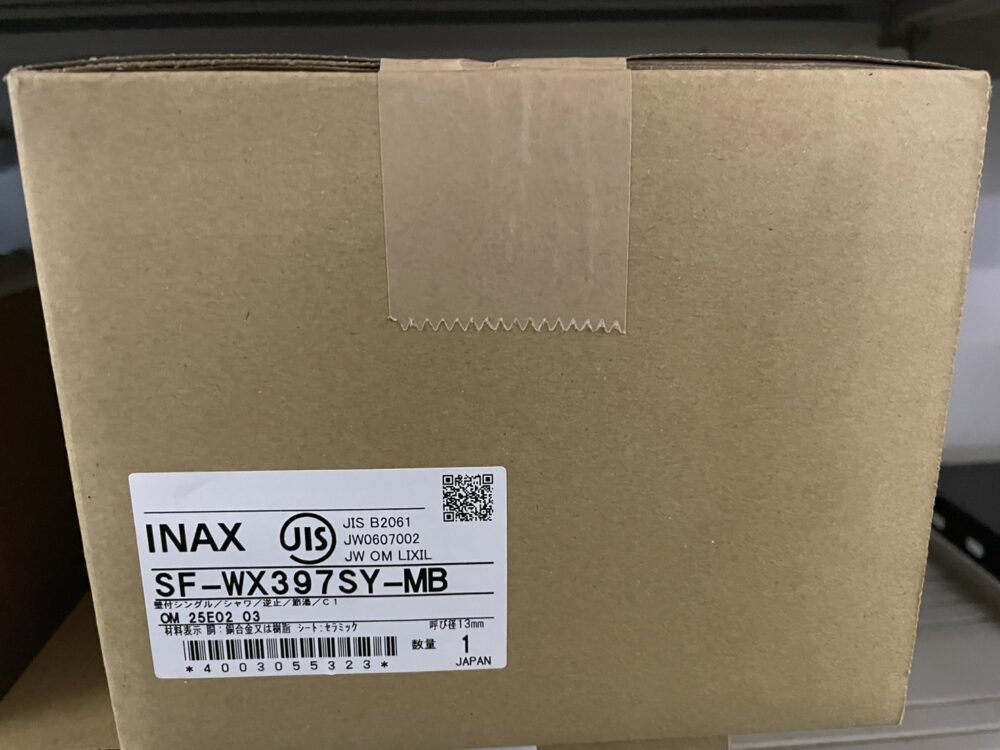 INAX
JIS
JIS B2061
JW0607002
JW OM LIXIL
SF-WX397SY-MB
壁付シングル/シャワ/逆止/節湯/C1
OM 25E02 03
材料表示 胴:銅合金又は樹脂 シート:セラミック
呼び径13mm
数量 1
*4003055323*
JAPAN